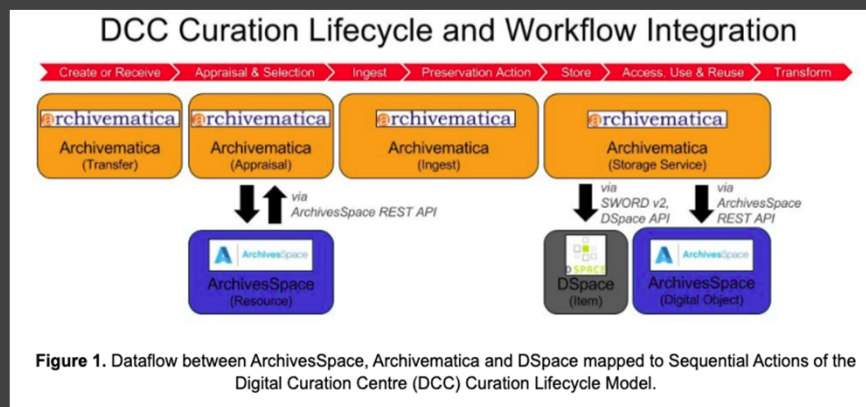 DCC Curation Lifecycle and Workflow Integration
Create or Receive
Appraisal & Selection
Ingest
Preservation Action
Store
Access, Use & Reuse
Transform
archivematica
Archivematica
(Transfer)
archivematica
Archivematica
(Appraisal)
archivematica
Archivematica
(Ingest)
archivematica
Archivematica
(Storage Service)
via
ArchivesSpace REST API
via
SWORD v2,
DSpace API
via
ArchivesSpace
REST API
ArchivesSpace
ArchivesSpace
(Resource)
DSPACE
DSpace
(Item)
ArchivesSpace
ArchivesSpace
(Digital Object)
Figure 1. Dataflow between ArchivesSpace, Archivematica and DSpace mapped to Sequential Actions of the
Digital Curation Centre (DCC) Curation Lifecycle Model.